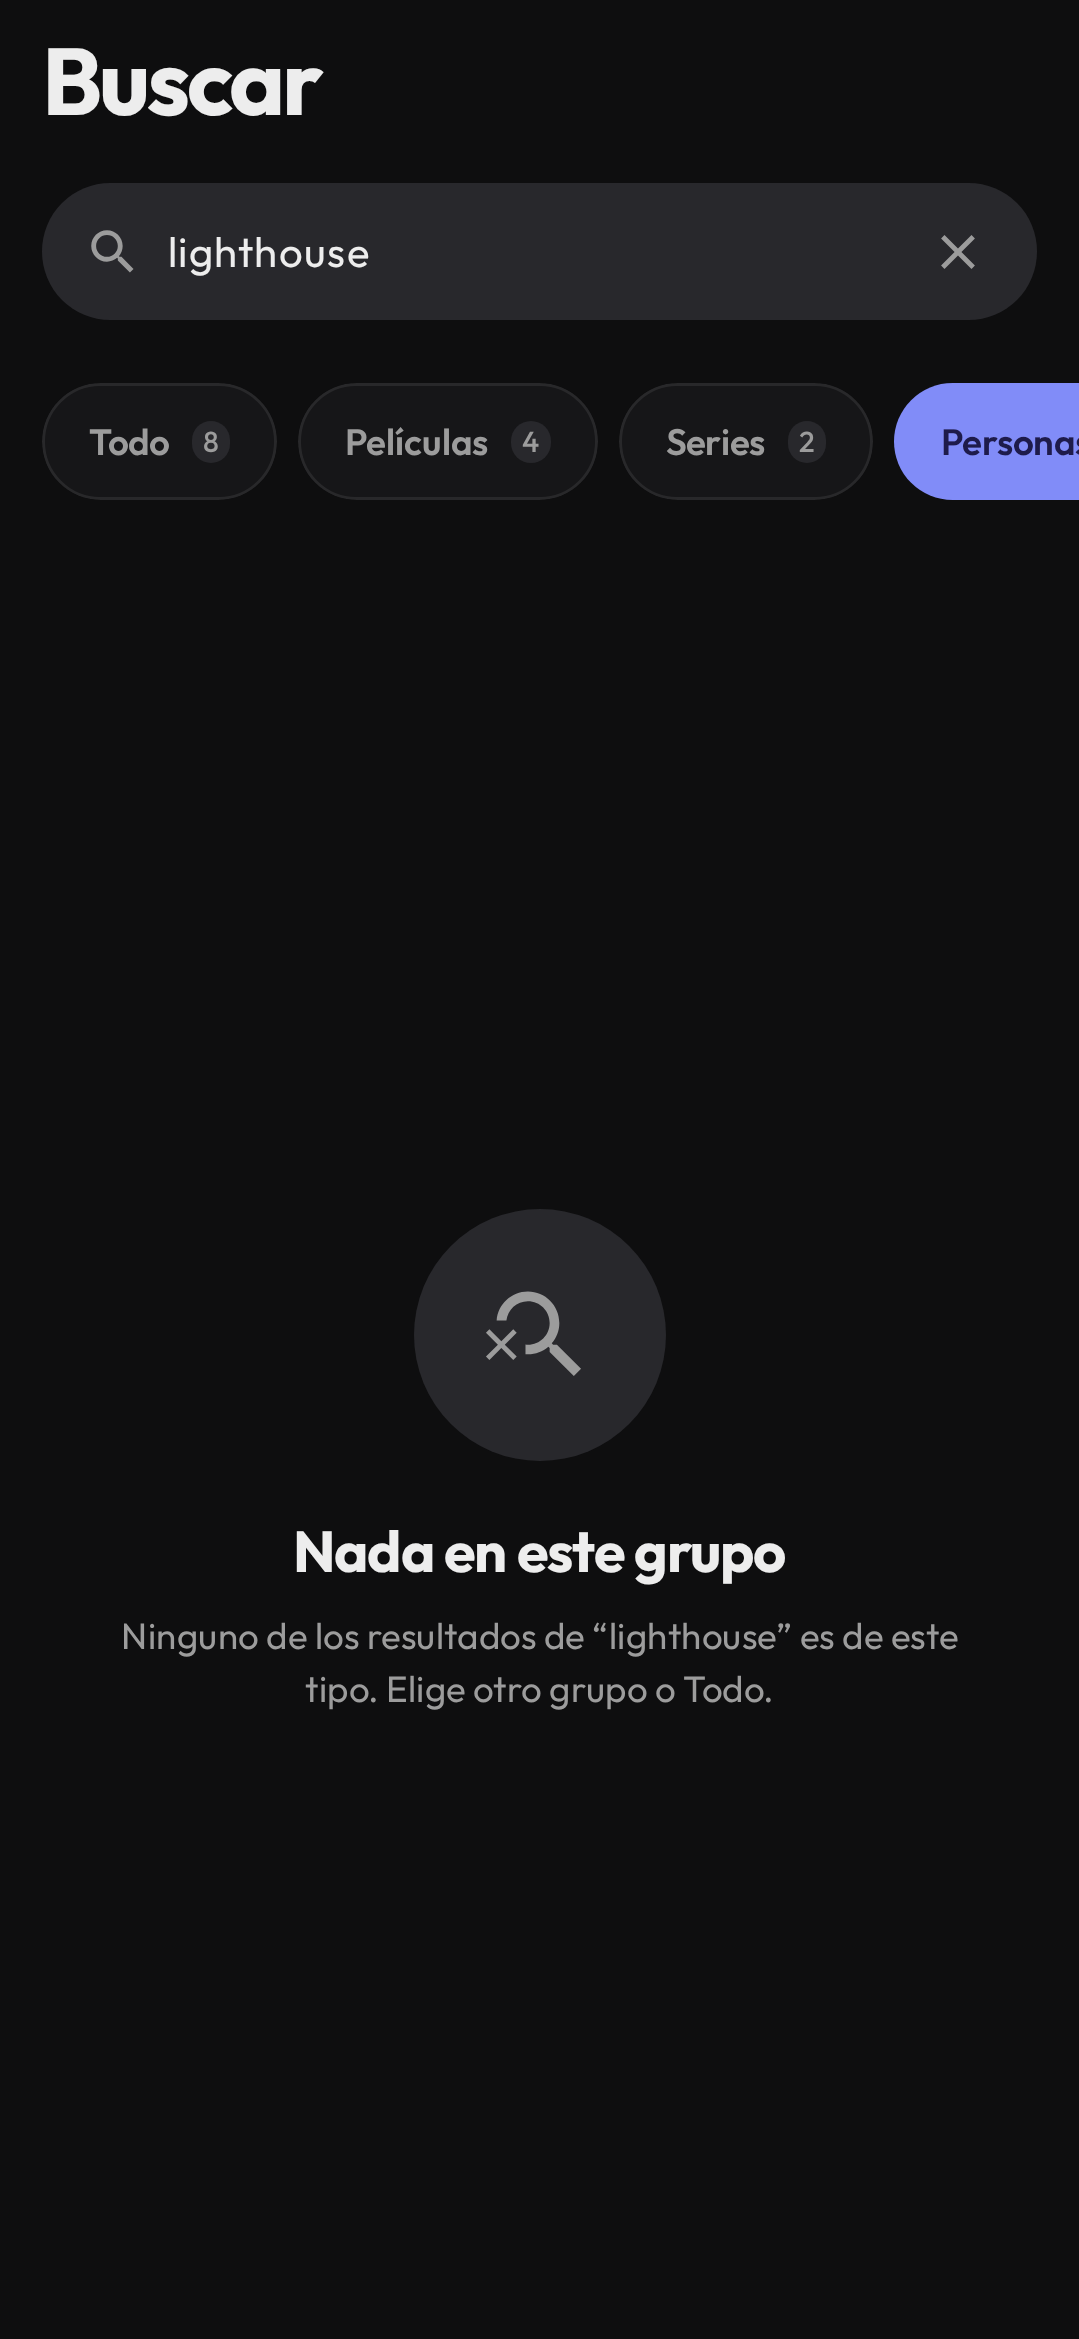 Buscar
lighthouse
Todo 8 Películas 4 Series 2 Personas
Nada en este grupo
Ninguno de los resultados de “lighthouse” es de este
tipo. Elige otro grupo o Todo.